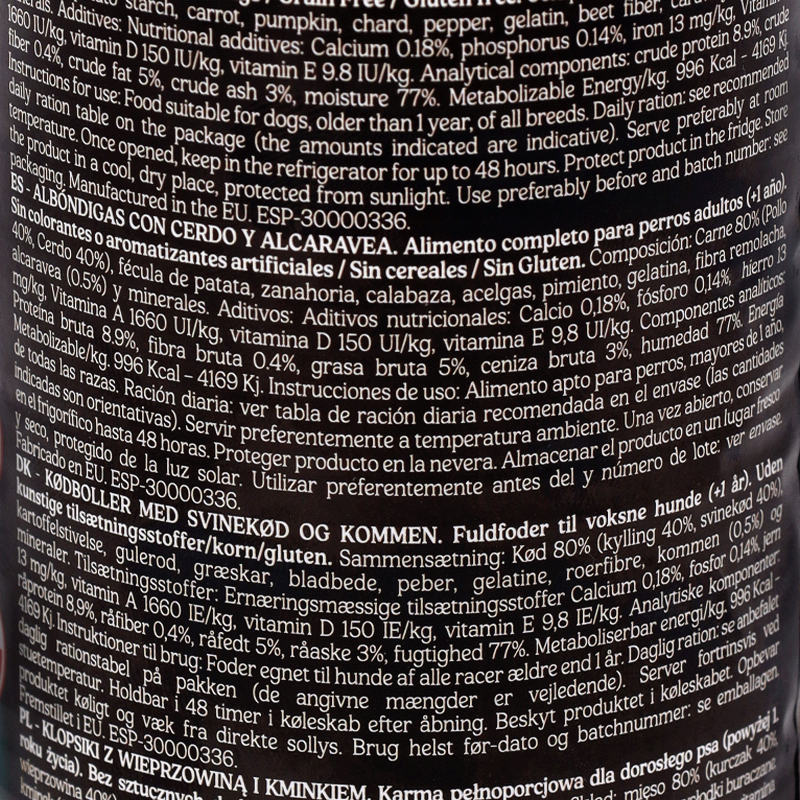 Grain Free / Gluten free.
starch, carrot, pumpkin, chard, pepper, gelatin, beet fiber,
Additives: Nutritional additives: Calcium 0.18%, phosphorus 0.14%, iron 13 mg/kg,
1660 IU/kg, vitamin D 150 IU/kg, vitamin E 9.8 IU/kg. Analytical components: crude protein 8.9%, crude
fiber 0.4%, crude fat 5%, crude ash 3%, moisture 77%. Metabolizable Energy/kg. 996 Kcal - 4169 Kj.
Instructions for use: Food suitable for dogs, older than 1 year, of all breeds. Daily ration: see recommended
daily ration table on the package (the amounts indicated are indicative). Serve preferably at room
temperature. Once opened, keep in the refrigerator for up to 48 hours. Protect product in the fridge. Store
the product in a cool, dry place, protected from sunlight. Use preferably before and batch number: see
packaging. Manufactured in the EU. ESP-30000336.
ES - ALBÓNDIGAS CON CERDO Y ALCARAVEA. Alimento completo para perros adultos (+1 año).
Sin colorantes o aromatizantes artificiales / Sin cereales / Sin Gluten. Composición: Carne 80% (Pollo
40%, Cerdo 40%), fécula de patata, zanahoria, calabaza, acelgas, pimiento, gelatina, fibra remolacha,
alcaravea (0.5%) y minerales. Aditivos: Aditivos nutricionales: Calcio 0,18%, fósforo 0,14%, hierro 13
mg/kg, Vitamina A 1660 UI/kg, vitamina D 150 UI/kg, vitamina E 9,8 UI/kg. Componentes analíticos:
Proteína bruta 8.9%, fibra bruta 0.4%, grasa bruta 5%, ceniza bruta 3%, humedad 77%. Energía
Metabolizable/kg. 996 Kcal – 4169 Kj. Instrucciones de uso: Alimento apto para perros, mayores de 1 año,
de todas las razas. Ración diaria: ver tabla de ración diaria recomendada en el envase (las cantidades
indicadas son orientativas). Servir preferentemente a temperatura ambiente. Una vez abierto, conservar
en el frigorífico hasta 48 horas. Proteger producto en la nevera. Almacenar el producto en un lugar fresco
y seco, protegido de la luz solar. Utilizar preferentemente antes del y número de lote: ver envase.
Fabricado en EU. ESP-30000336.
DK - KØDBOLLER MED SVINEKØD OG KOMMEN. Fuldfoder til voksne hunde (+1 år). Uden
kunstige tilsætningsstoffer/korn/gluten. Sammensætning: Kød 80% (kylling 40%, svinekød 40%),
kartoffelstivelse, gulerod, græskar, bladbede, peber, gelatine, roerfibre, kommen (0,5%) og
mineraler. Tilsætningsstoffer: Ernæringsmæssige tilsætningsstoffer Calcium 0,18%, fosfor 0,14%, jern
13 mg/kg, vitamin A 1660 IE/kg, vitamin D 150 IE/kg, vitamin E 9,8 IE/kg. Analytiske komponenter:
råprotein 8,9%, råfiber 0,4%, råfedt 5%, råaske 3%, fugtighed 77%. Metaboliserbar energi/kg. 996 Kcal –
4169 Kj. Instruktioner til brug: Foder egnet til hunde af alle racer ældre end 1 år. Daglig ration: se anbefalet
daglig rationstabel på pakken (de angivne mængder er vejledende). Server fortrinsvis ved
stuetemperatur. Holdbar i 48 timer i køleskab efter åbning. Beskyt produktet i køleskabet. Opbevar
produktet køligt og væk fra direkte sollys. Brug helst før-dato og batchnummer: se emballagen.
Fremstillet i EU. ESP-30000336.
PL - KLOPSIKI Z WIEPRZOWINĄ I KMINKIEM. Karma pełnoporcjowa dla dorosłego psa (powyżej 1
roku życia). Bez sztucznych mięso 80% (kurczak 40%,
wieprzowina 40%)